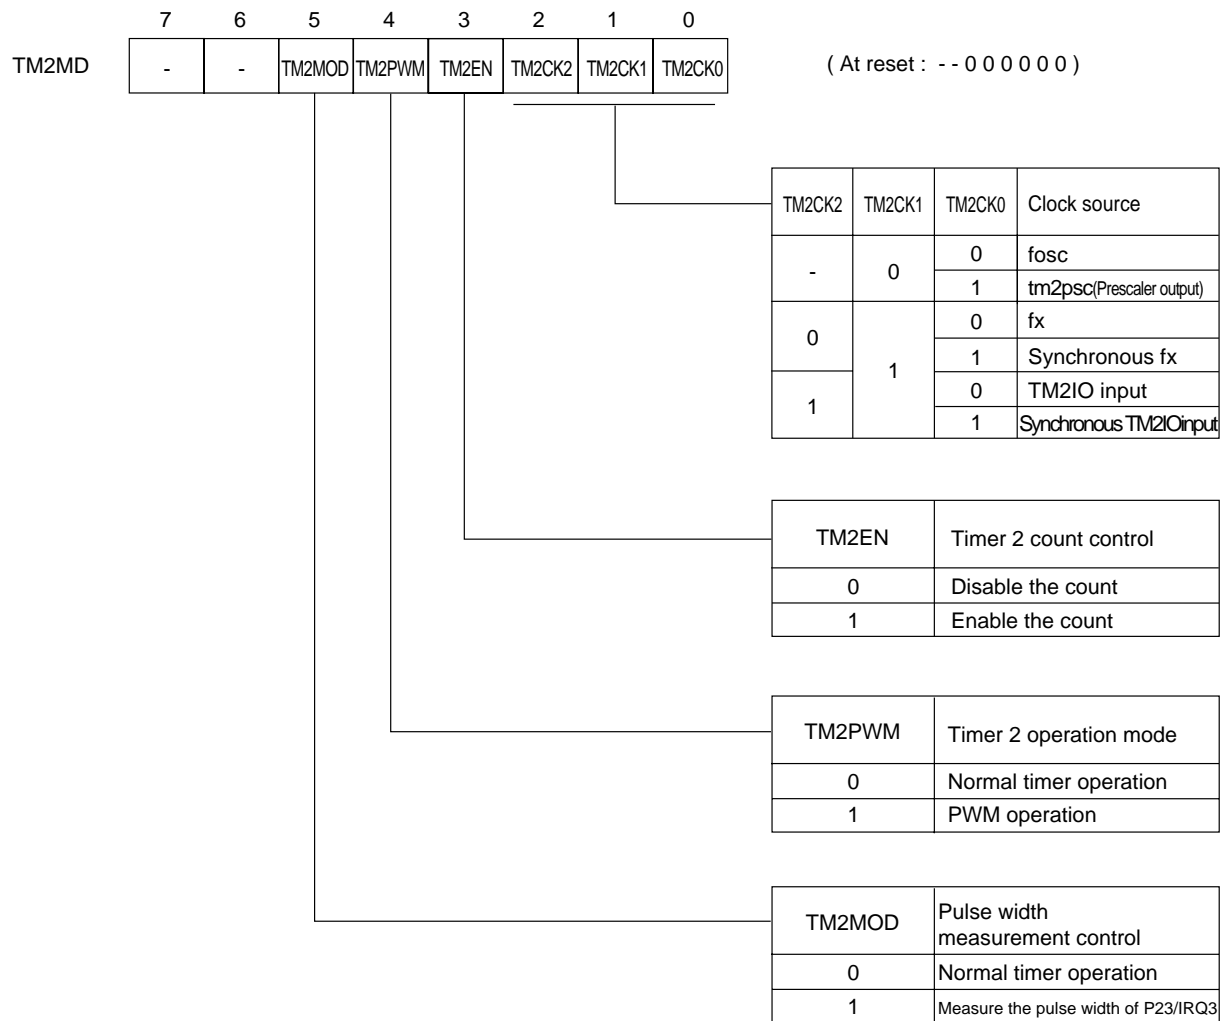 7 6 5 4 3 2 1 0
TM2MD - - TM2MOD TM2PWM TM2EN TM2CK2 TM2CK1 TM2CK0 ( At reset : - - 0 0 0 0 0 0 )
TM2CK2 TM2CK1 TM2CK0 Clock source
- 0 0 fosc
1 tm2psc(Prescaler output)
0 1 0 fx
1 Synchronous fx
1 0 TM2IO input
1 Synchronous TM2IOinput
TM2EN Timer 2 count control
0 Disable the count
1 Enable the count
TM2PWM Timer 2 operation mode
0 Normal timer operation
1 PWM operation
TM2MOD Pulse width
measurement control
0 Normal timer operation
1 Measure the pulse width of P23/IRQ3